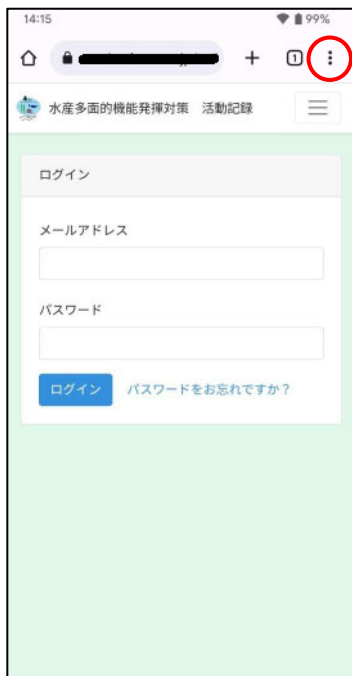 14:15
99%
1
水産多面的機能発揮対策 活動記録
ログイン
メールアドレス
パスワード
ログイン パスワードをお忘れですか？